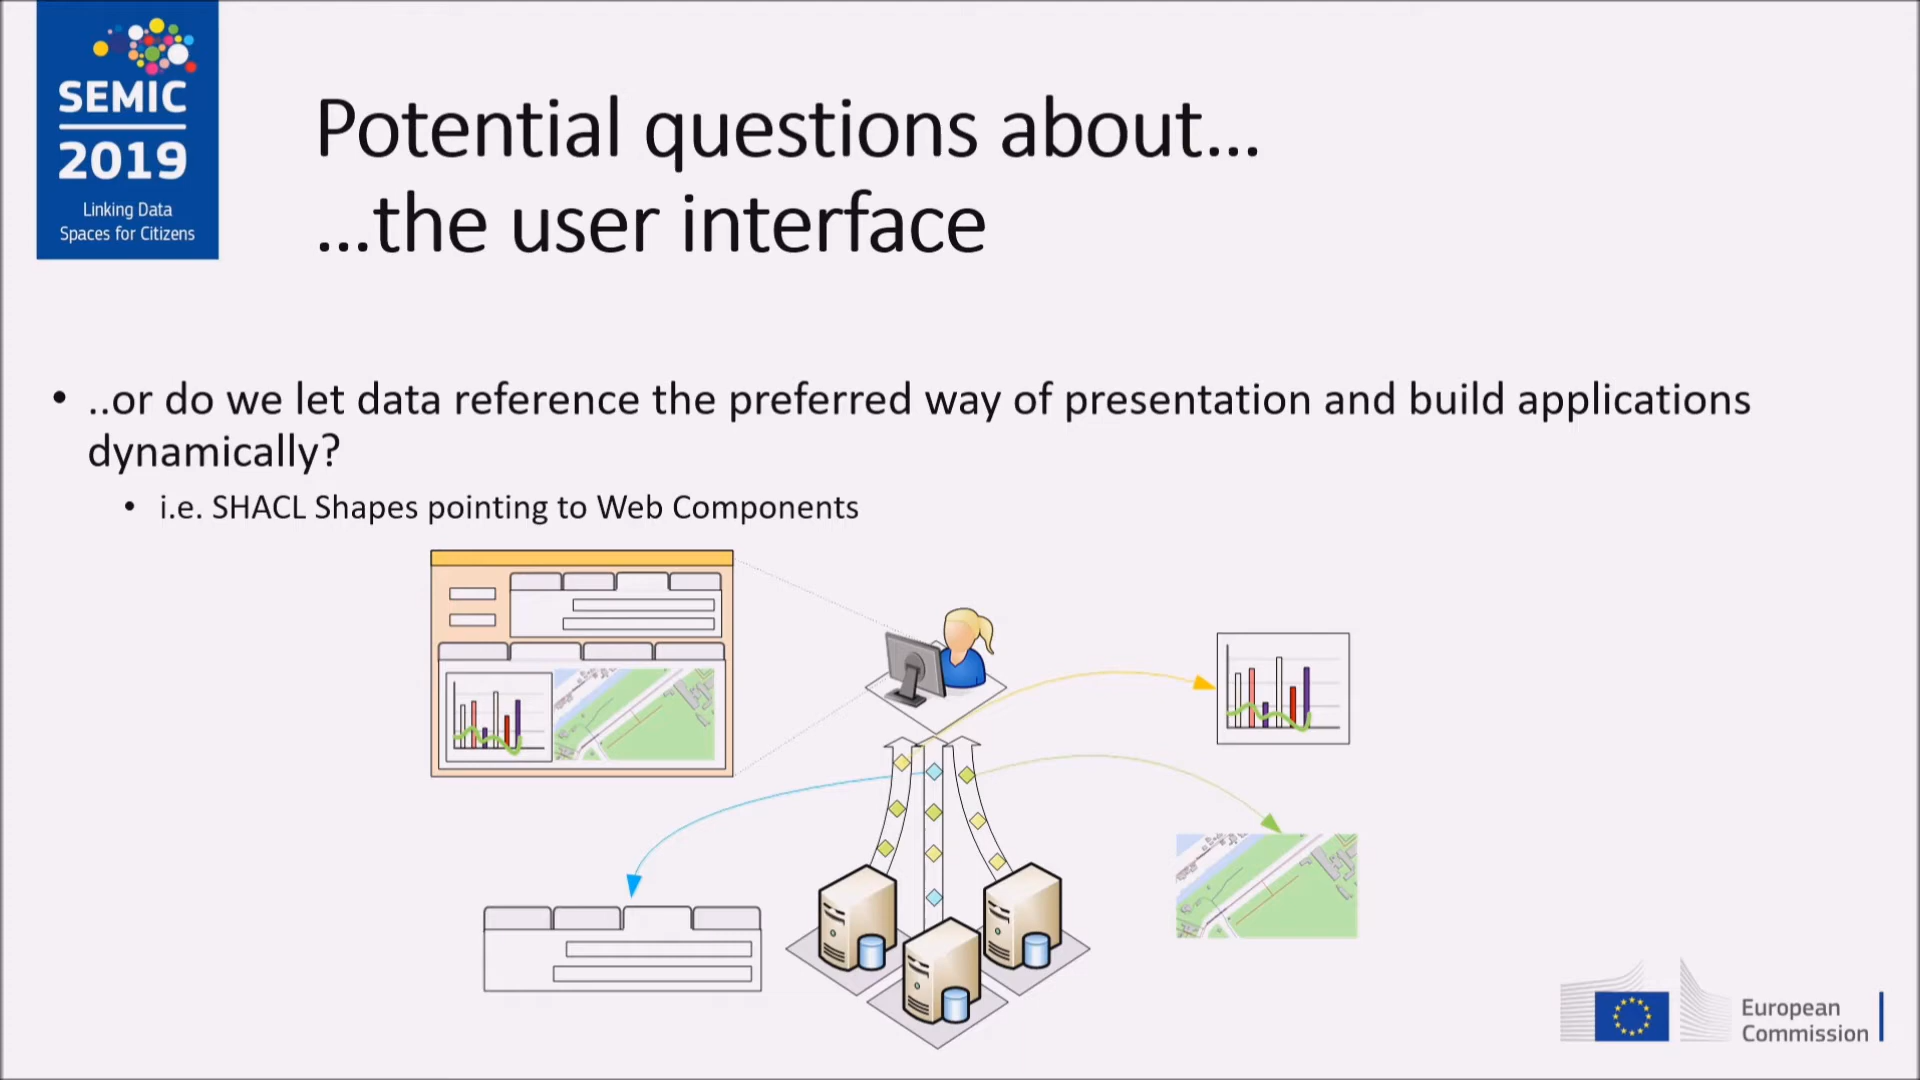 SEMIC
2019
Linking Data
Spaces for Citizens
Potential questions about...
...the user interface
• ..or do we let data reference the preferred way of presentation and build applications
dynamically?
• i.e. SHACL Shapes pointing to Web Components
European
Commission